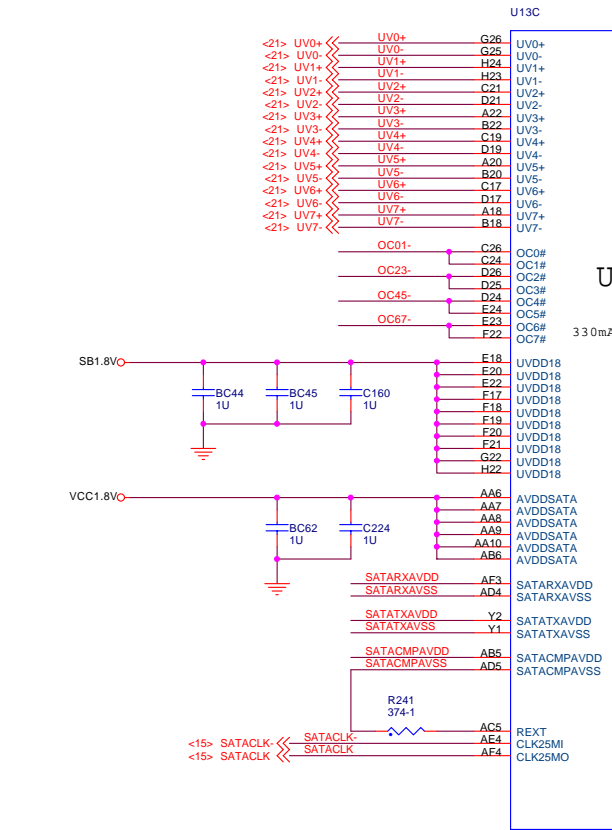 U13C
<21> UV0+ UV0+ G26 UV0+
<21> UV0- UV0- G25 UV0-
<21> UV1+ UV1+ H24 UV1+
<21> UV1- UV1- H23 UV1-
<21> UV2+ UV2+ C21 UV2+
<21> UV2- UV2- D21 UV2-
<21> UV3+ UV3+ A22 UV3+
<21> UV3- UV3- B22 UV3-
<21> UV4+ UV4+ C19 UV4+
<21> UV4- UV4- D19 UV4-
<21> UV5+ UV5+ A20 UV5+
<21> UV5- UV5- B20 UV5-
<21> UV6+ UV6+ C17 UV6+
<21> UV6- UV6- D17 UV6-
<21> UV7+ UV7+ A18 UV7+
<21> UV7- UV7- B18 UV7-
OC01- C26 OC0#
C24 OC1#
OC23- D26 OC2#
U
D25 OC3#
OC45- D24 OC4#
E24 OC5#
OC67- E23 OC6#
330mA
F22 OC7#
SB1.8V E18 UVDD18
E20 UVDD18
E22 UVDD18
BC44 BC45 C160 F17 UVDD18
1U 1U 1U F18 UVDD18
F19 UVDD18
F20 UVDD18
F21 UVDD18
G22 UVDD18
H22 UVDD18
VCC1.8V AA6 AVDDSATA
AA7 AVDDSATA
AA8 AVDDSATA
BC62 C224 AA9 AVDDSATA
1U 1U AA10 AVDDSATA
AB6 AVDDSATA
SATARXAVDD AF3 SATARXAVDD
SATARXAVSS AD4 SATARXAVSS
SATATXAVDD Y2 SATATXAVDD
SATATXAVSS Y1 SATATXAVSS
SATACMPAVDD AB5 SATACMPAVDD
SATACMPAVSS AD5 SATACMPAVSS
R241
374-1
AC5 REXT
<15> SATACLK- SATACLK- AE4 CLK25MI
<15> SATACLK SATACLK AF4 CLK25MO